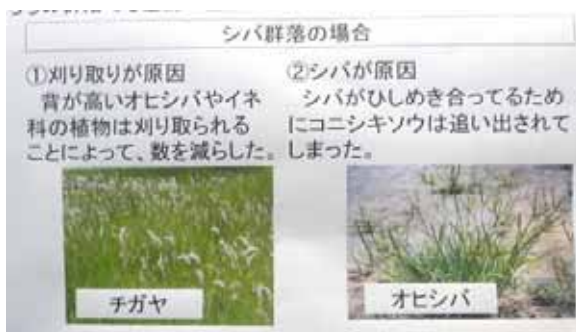 シバ群落の場合
①刈り取りが原因
背が高いオヒシバやイネ
科の植物は刈り取られる
ことによって、数を減らした。
②シバが原因
シバがひしめき合ってるため
にコニシキソウは追い出されて
しまった。
チガヤ
オヒシバ